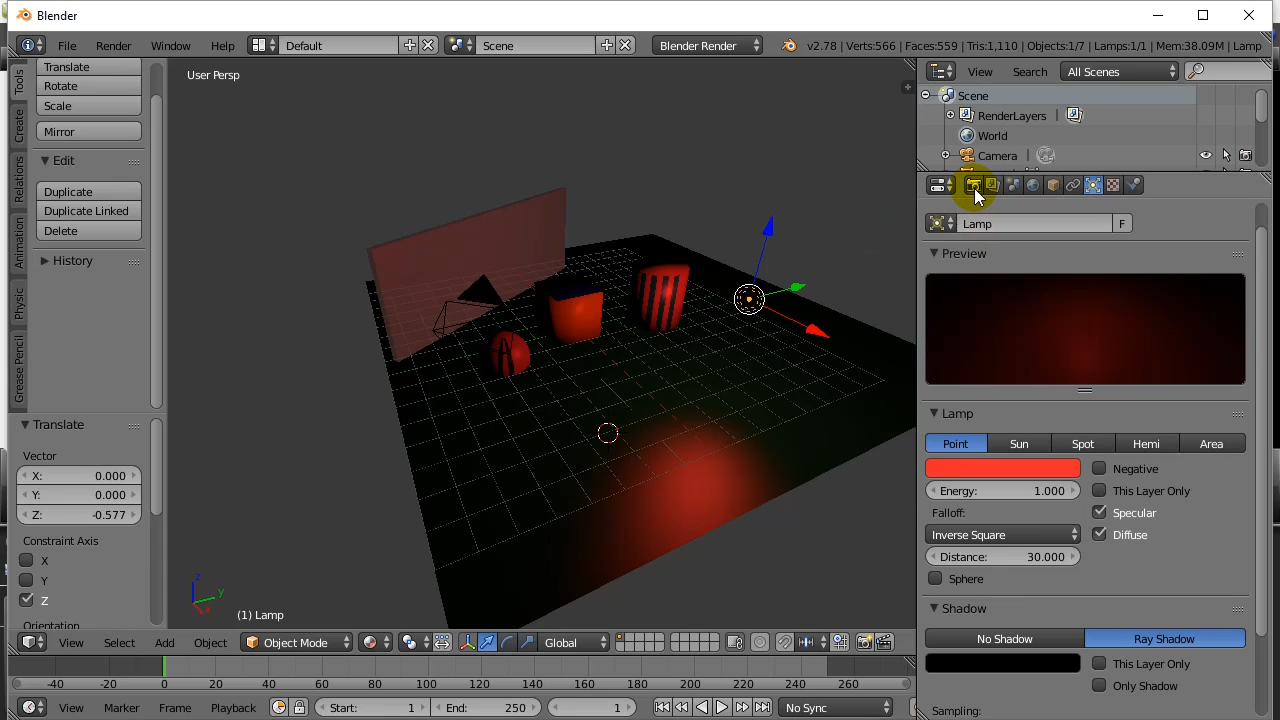 Blender
File Render Window Help Default Scene Blender Render v2.78 | Verts:566 | Faces:559 | Tris:1,110 | Objects:1/7 | Lamps:1/1 | Mem:38.09M | Lamp
Tools
Create
Relations
Animation
Physic
Grease Pencil
Translate
Rotate
Scale
Mirror
Edit
Duplicate
Duplicate Linked
Delete
History
Translate
Vector
X: 0.000
Y: 0.000
Z: -0.577
Constraint Axis
X
Y
Z
Orientation
User Persp
(1) Lamp
z
y
View Select Add Object Object Mode Global
-40 -20 0 20 40 60 80 100 120 140 160 180 200 220 240 260
View Marker Frame Playback Start: 1 End: 250 1 No Sync
View Search All Scenes
Scene
RenderLayers |
World
Camera |
Lamp F
Preview
Lamp
Point Sun Spot Hemi Area
Negative
Energy: 1.000 This Layer Only
Falloff: Specular
Inverse Square Diffuse
Distance: 30.000
Sphere
Shadow
No Shadow Ray Shadow
This Layer Only
Only Shadow
Sampling: